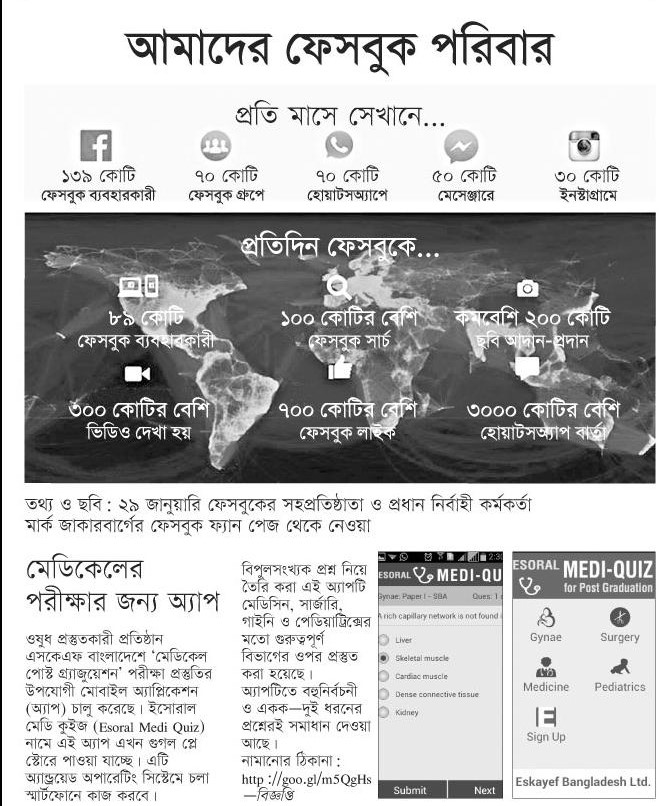 আমাদের ফেসবুক পরিবার
প্রতি মাসে সেখানে...
১৩৯ কোটি
ফেসবুক ব্যবহারকারী
৭০ কোটি
ফেসবুক গ্রুপে
৭০ কোটি
হোয়াটসঅ্যাপে
৫০ কোটি
মেসেঞ্জারে
৩০ কোটি
ইনস্টাগ্রামে
প্রতিদিন ফেসবুকে...
৮৯ কোটি
ফেসবুক ব্যবহারকারী
১০০ কোটির বেশি
ফেসবুক সার্চ
কমবেশি ২০০ কোটি
ছবি আদান-প্রদান
৩০০ কোটির বেশি
ভিডিও দেখা হয়
৭০০ কোটির বেশি
ফেসবুক লাইক
৩০০০ কোটির বেশি
হোয়াটসঅ্যাপ বার্তা
তথ্য ও ছবি : ২৯ জানুয়ারি ফেসবুকের সহপ্রতিষ্ঠাতা ও প্রধান নির্বাহী কর্মকর্তা
মার্ক জাকারবার্গের ফেসবুক ফ্যান পেজ থেকে নেওয়া
মেডিকেলের
পরীক্ষার জন্য অ্যাপ
ওষুধ প্রস্তুতকারী প্রতিষ্ঠান
এসকেএফ বাংলাদেশে ‘মেডিকেল
পোস্ট গ্র্যাজুয়েশন’ পরীক্ষা প্রস্তুতির
উপযোগী মোবাইল অ্যাপ্লিকেশন
(অ্যাপ) চালু করেছে। ইসোরাল
মেডি কুইজ (Esoral Medi Quiz)
নামে এই অ্যাপ এখন গুগল প্লে
স্টোরে পাওয়া যাচ্ছে। এটি
অ্যান্ড্রয়েড অপারেটিং সিস্টেমে চলা
স্মার্টফোনে কাজ করবে।
বিপুলসংখ্যক প্রশ্ন নিয়ে
তৈরি করা এই অ্যাপটি
মেডিসিন, সার্জারি,
গাইনি ও পেডিয়াট্রিক্সের
মতো গুরুত্বপূর্ণ
বিভাগের ওপর প্রস্তুত
করা হয়েছে।
অ্যাপটিতে বহুনির্বচনী
ও একক—দুই ধরনের
প্রশ্নেরই সমাধান দেওয়া
আছে।
নামানোর ঠিকানা :
http://goo.gl/m5QgHs
—বিজ্ঞপ্তি
ESORAL MEDI-QU
Gynae: Paper I - SBA Ques: 1
A rich capillary network is not found i
Liver
Skeletal muscle
Cardiac muscle
Dense connective tissue
Kidney
Submit Next
ESORAL MEDI-QUIZ
for Post Graduation
Gynae
Surgery
Medicine
Pediatrics
Sign Up
Eskayef Bangladesh Ltd.